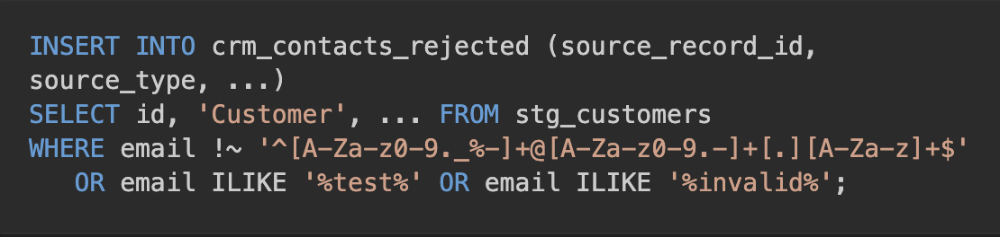 INSERT INTO crm_contacts_rejected (source_record_id,
source_type, ...)
SELECT id, 'Customer', ... FROM stg_customers
WHERE email !~ '^[A-Za-z0-9._%-]+@[A-Za-z0-9.-]+[.][A-Za-z]+$'
   OR email ILIKE '%test%' OR email ILIKE '%invalid%';